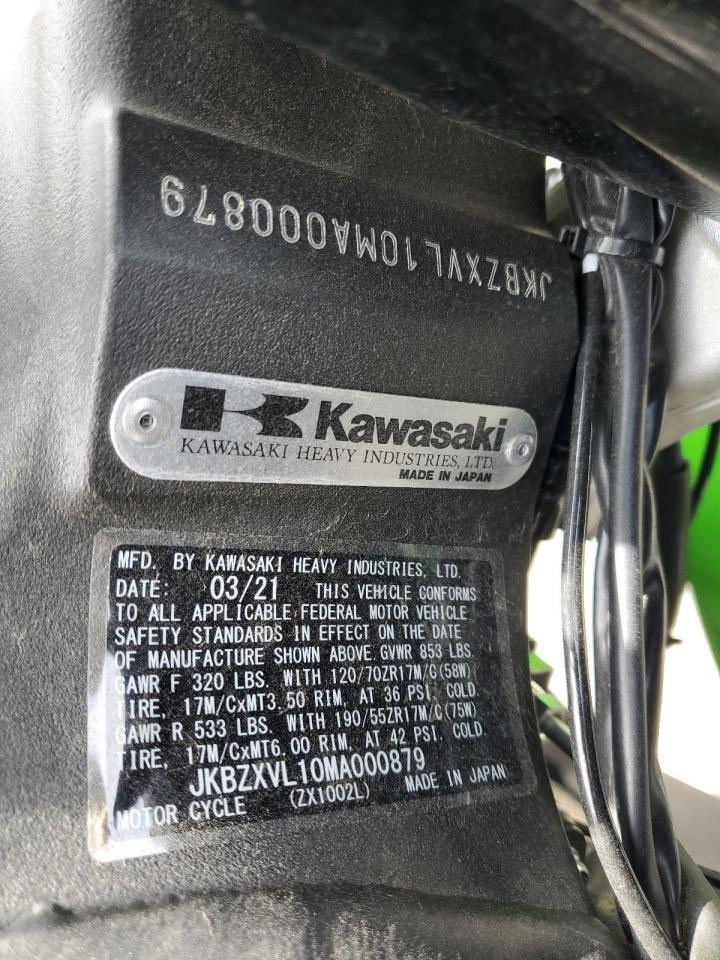 JKBZXVL10MA000879
Kawasaki
KAWASAKI HEAVY INDUSTRIES, LTD.
MADE IN JAPAN
MFD. BY KAWASAKI HEAVY INDUSTRIES, LTD.
DATE: 03/21 THIS VEHICLE CONFORMS
TO ALL APPLICABLE FEDERAL MOTOR VEHICLE
SAFETY STANDARDS IN EFFECT ON THE DATE
OF MANUFACTURE SHOWN ABOVE. GVWR 853 LBS.
GAWR F 320 LBS. WITH 120/70ZR17M/C(58W)
TIRE, 17M/CxMT3.50 RIM, AT 36 PSI, COLD.
GAWR R 533 LBS. WITH 190/55ZR17M/C(75W)
TIRE, 17M/CxMT6.00 RIM, AT 42 PSI, COLD.
JKBZXVL10MA000879
MOTOR CYCLE (ZX1002L) MADE IN JAPAN